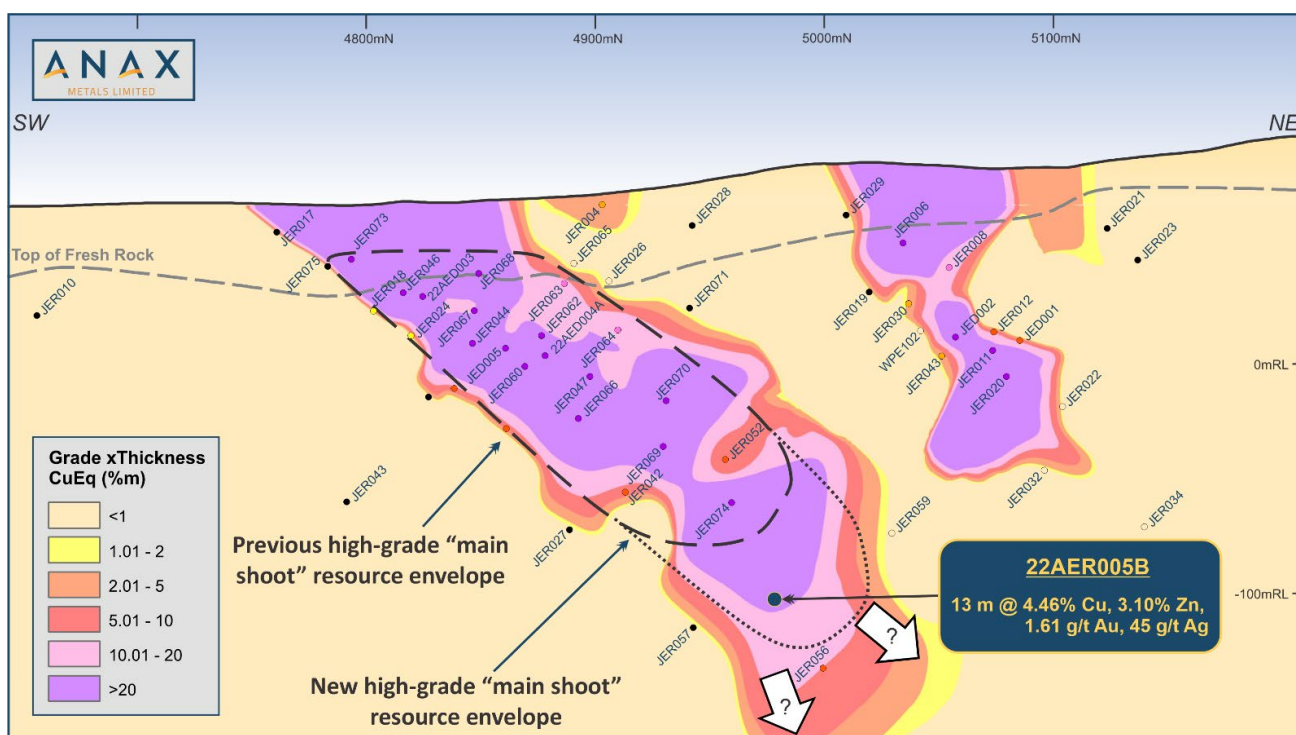 4800mN
4900mN
5000mN
5100mN
ANAX
METALS LIMITED
SW
NE
JER017
JER073
JER004
JER065
JER028
JER029
JER006
JER021
JER008
JER023
Top of Fresh Rock
JER075
JER018
JER046
22AED003
JER068
JER026
JER010
JER024
JER063
JER071
JER019
JER030
JED002
JER012
JED001
JER067
JER044
JER062
22AED004A
JER064
WPE102
JER043
JER011
0mRL
JED005
JER060
JER047
JER066
JER070
JER020
JER022
JER052
JER069
JER042
JER032
Grade xThickness
CuEq (%m)
<1
1.01 - 2
2.01 - 5
5.01 - 10
10.01 - 20
>20
JER043
JER027
JER074
JER059
JER034
Previous high-grade “main
shoot” resource envelope
22AER005B
13 m @ 4.46% Cu, 3.10% Zn,
1.61 g/t Au, 45 g/t Ag
-100mRL
JER057
JER056
?
?
New high-grade “main shoot”
resource envelope